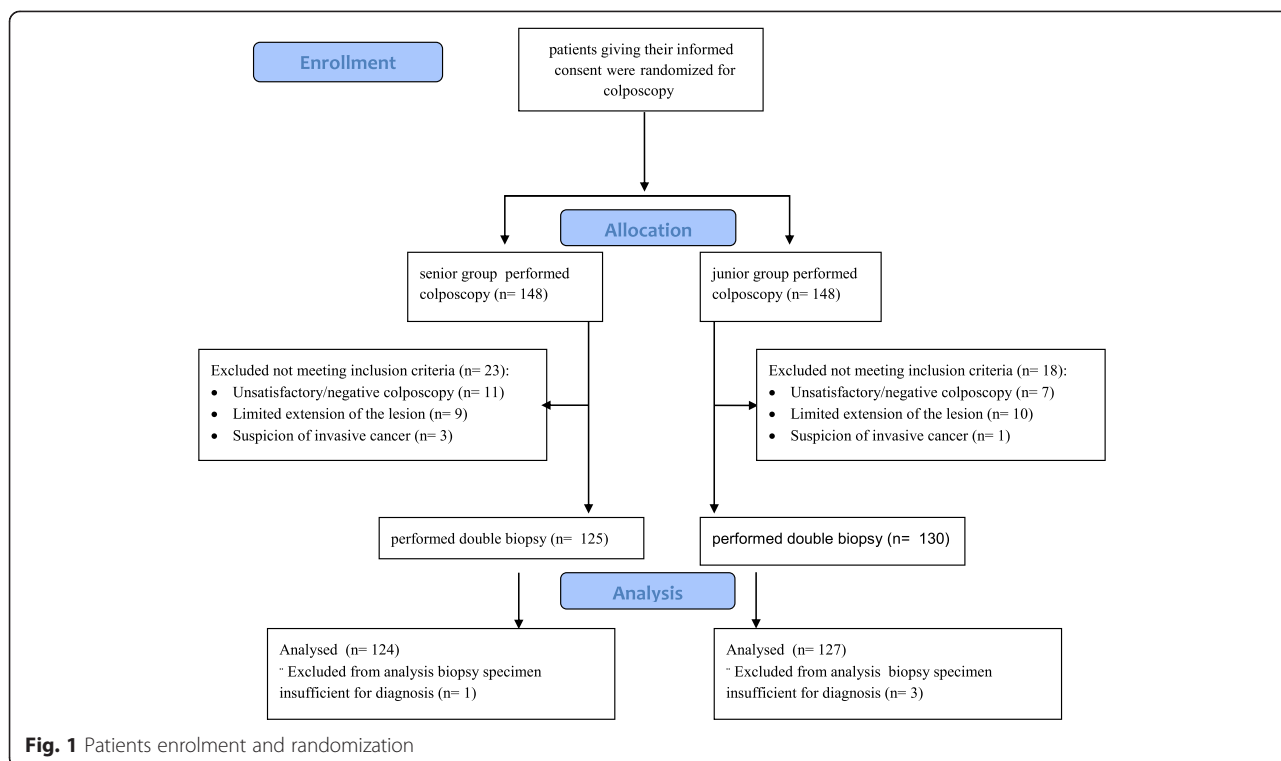 Enrollment
patients giving their informed
consent were randomized for
colposcopy
Allocation
senior group performed
colposcopy (n= 148)
junior group performed
colposcopy (n= 148)
Excluded not meeting inclusion criteria (n= 23):
• Unsatisfactory/negative colposcopy (n= 11)
• Limited extension of the lesion (n= 9)
• Suspicion of invasive cancer (n= 3)
Excluded not meeting inclusion criteria (n= 18):
• Unsatisfactory/negative colposcopy (n= 7)
• Limited extension of the lesion (n= 10)
• Suspicion of invasive cancer (n= 1)
performed double biopsy (n= 125)
performed double biopsy (n= 130)
Analysis
Analysed (n= 124)
¨ Excluded from analysis biopsy specimen
insufficient for diagnosis (n= 1)
Analysed (n= 127)
¨ Excluded from analysis biopsy specimen
insufficient for diagnosis (n= 3)
Fig. 1 Patients enrolment and randomization